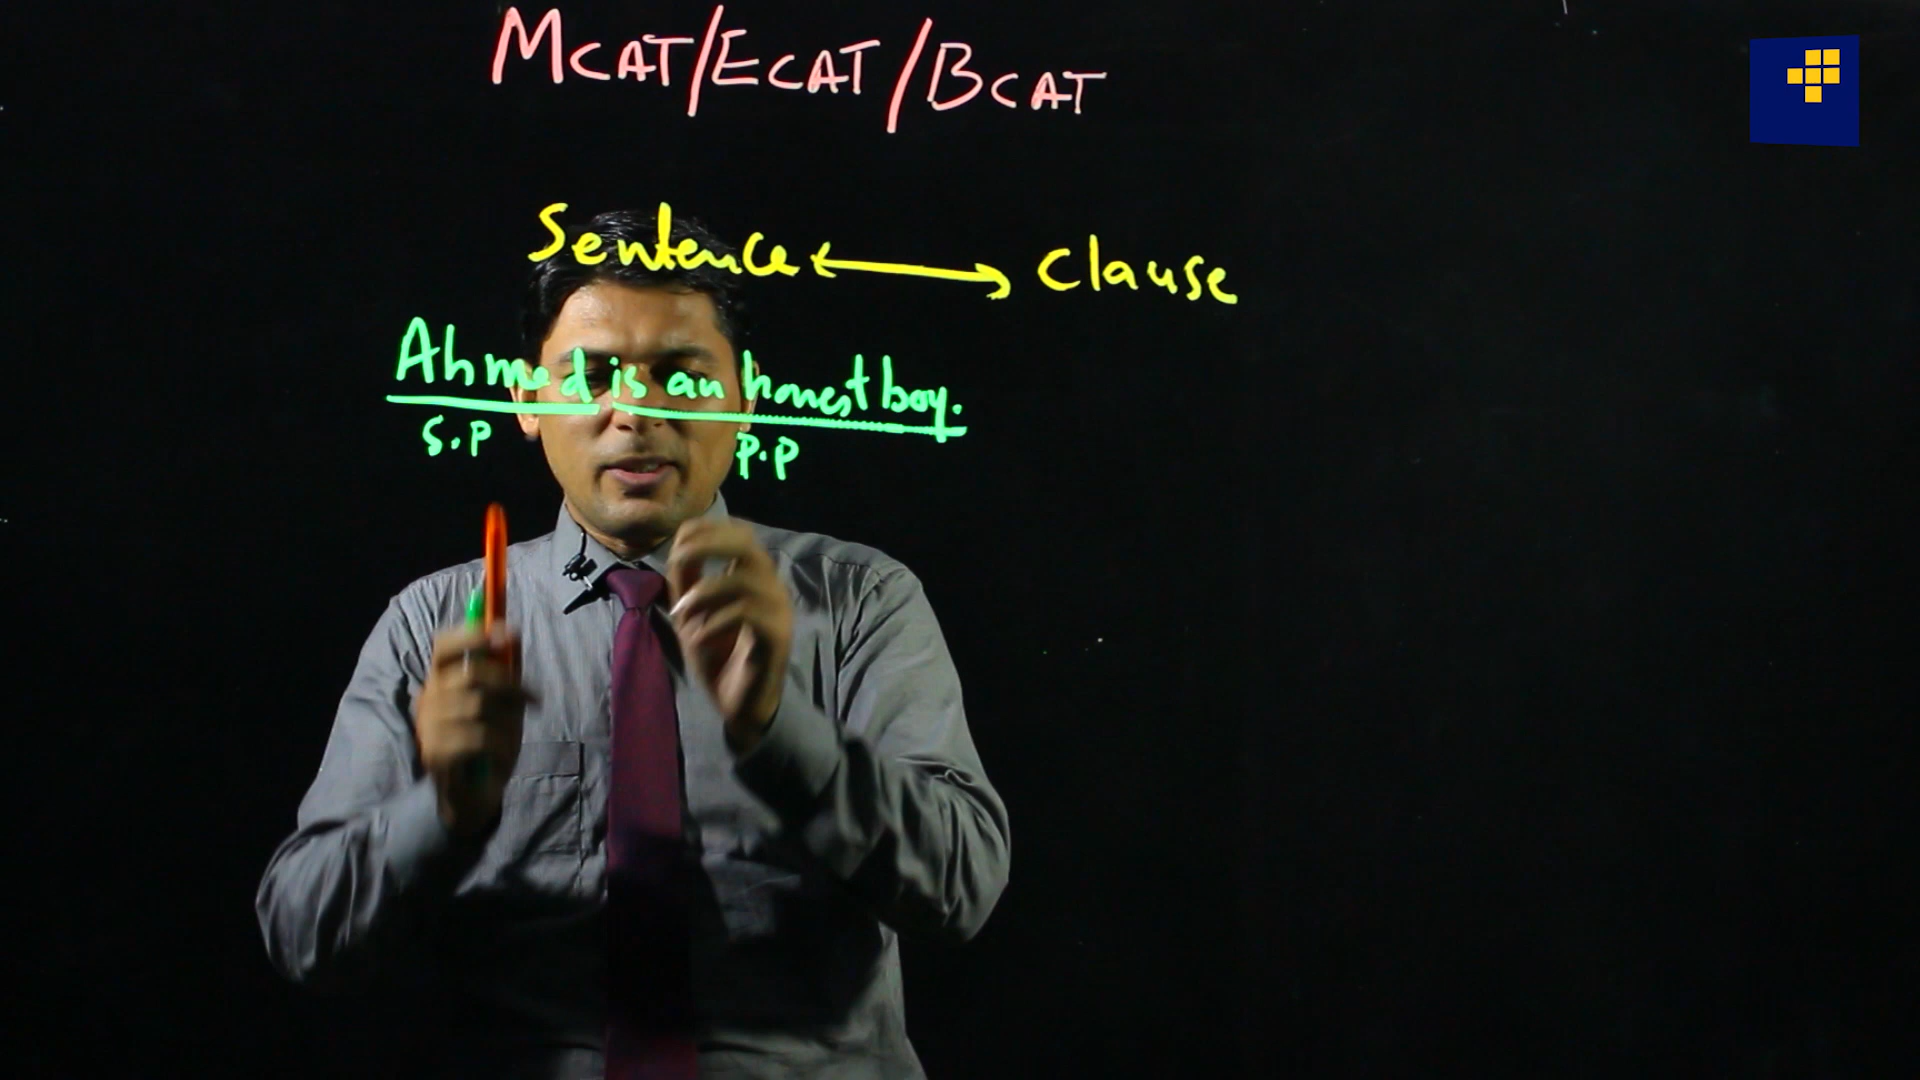 MCAT/ECAT/BCAT
Sentence ↔ Clause
Ahmed is an honest boy.
S.P P.P